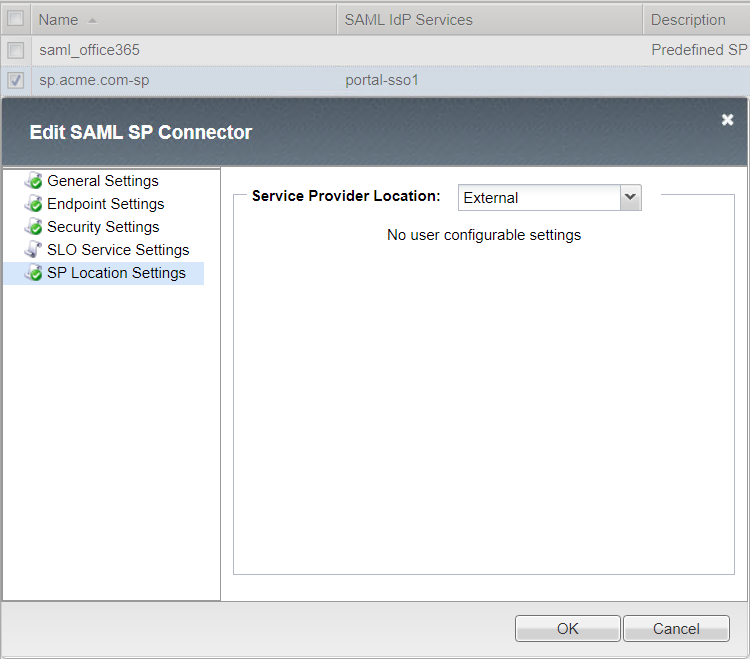 Name SAML IdP Services Description
saml_office365 Predefined SP
sp.acme.com-sp portal-sso1
Edit SAML SP Connector
General Settings
Endpoint Settings
Security Settings
SLO Service Settings
SP Location Settings
Service Provider Location: External
No user configurable settings
OK Cancel